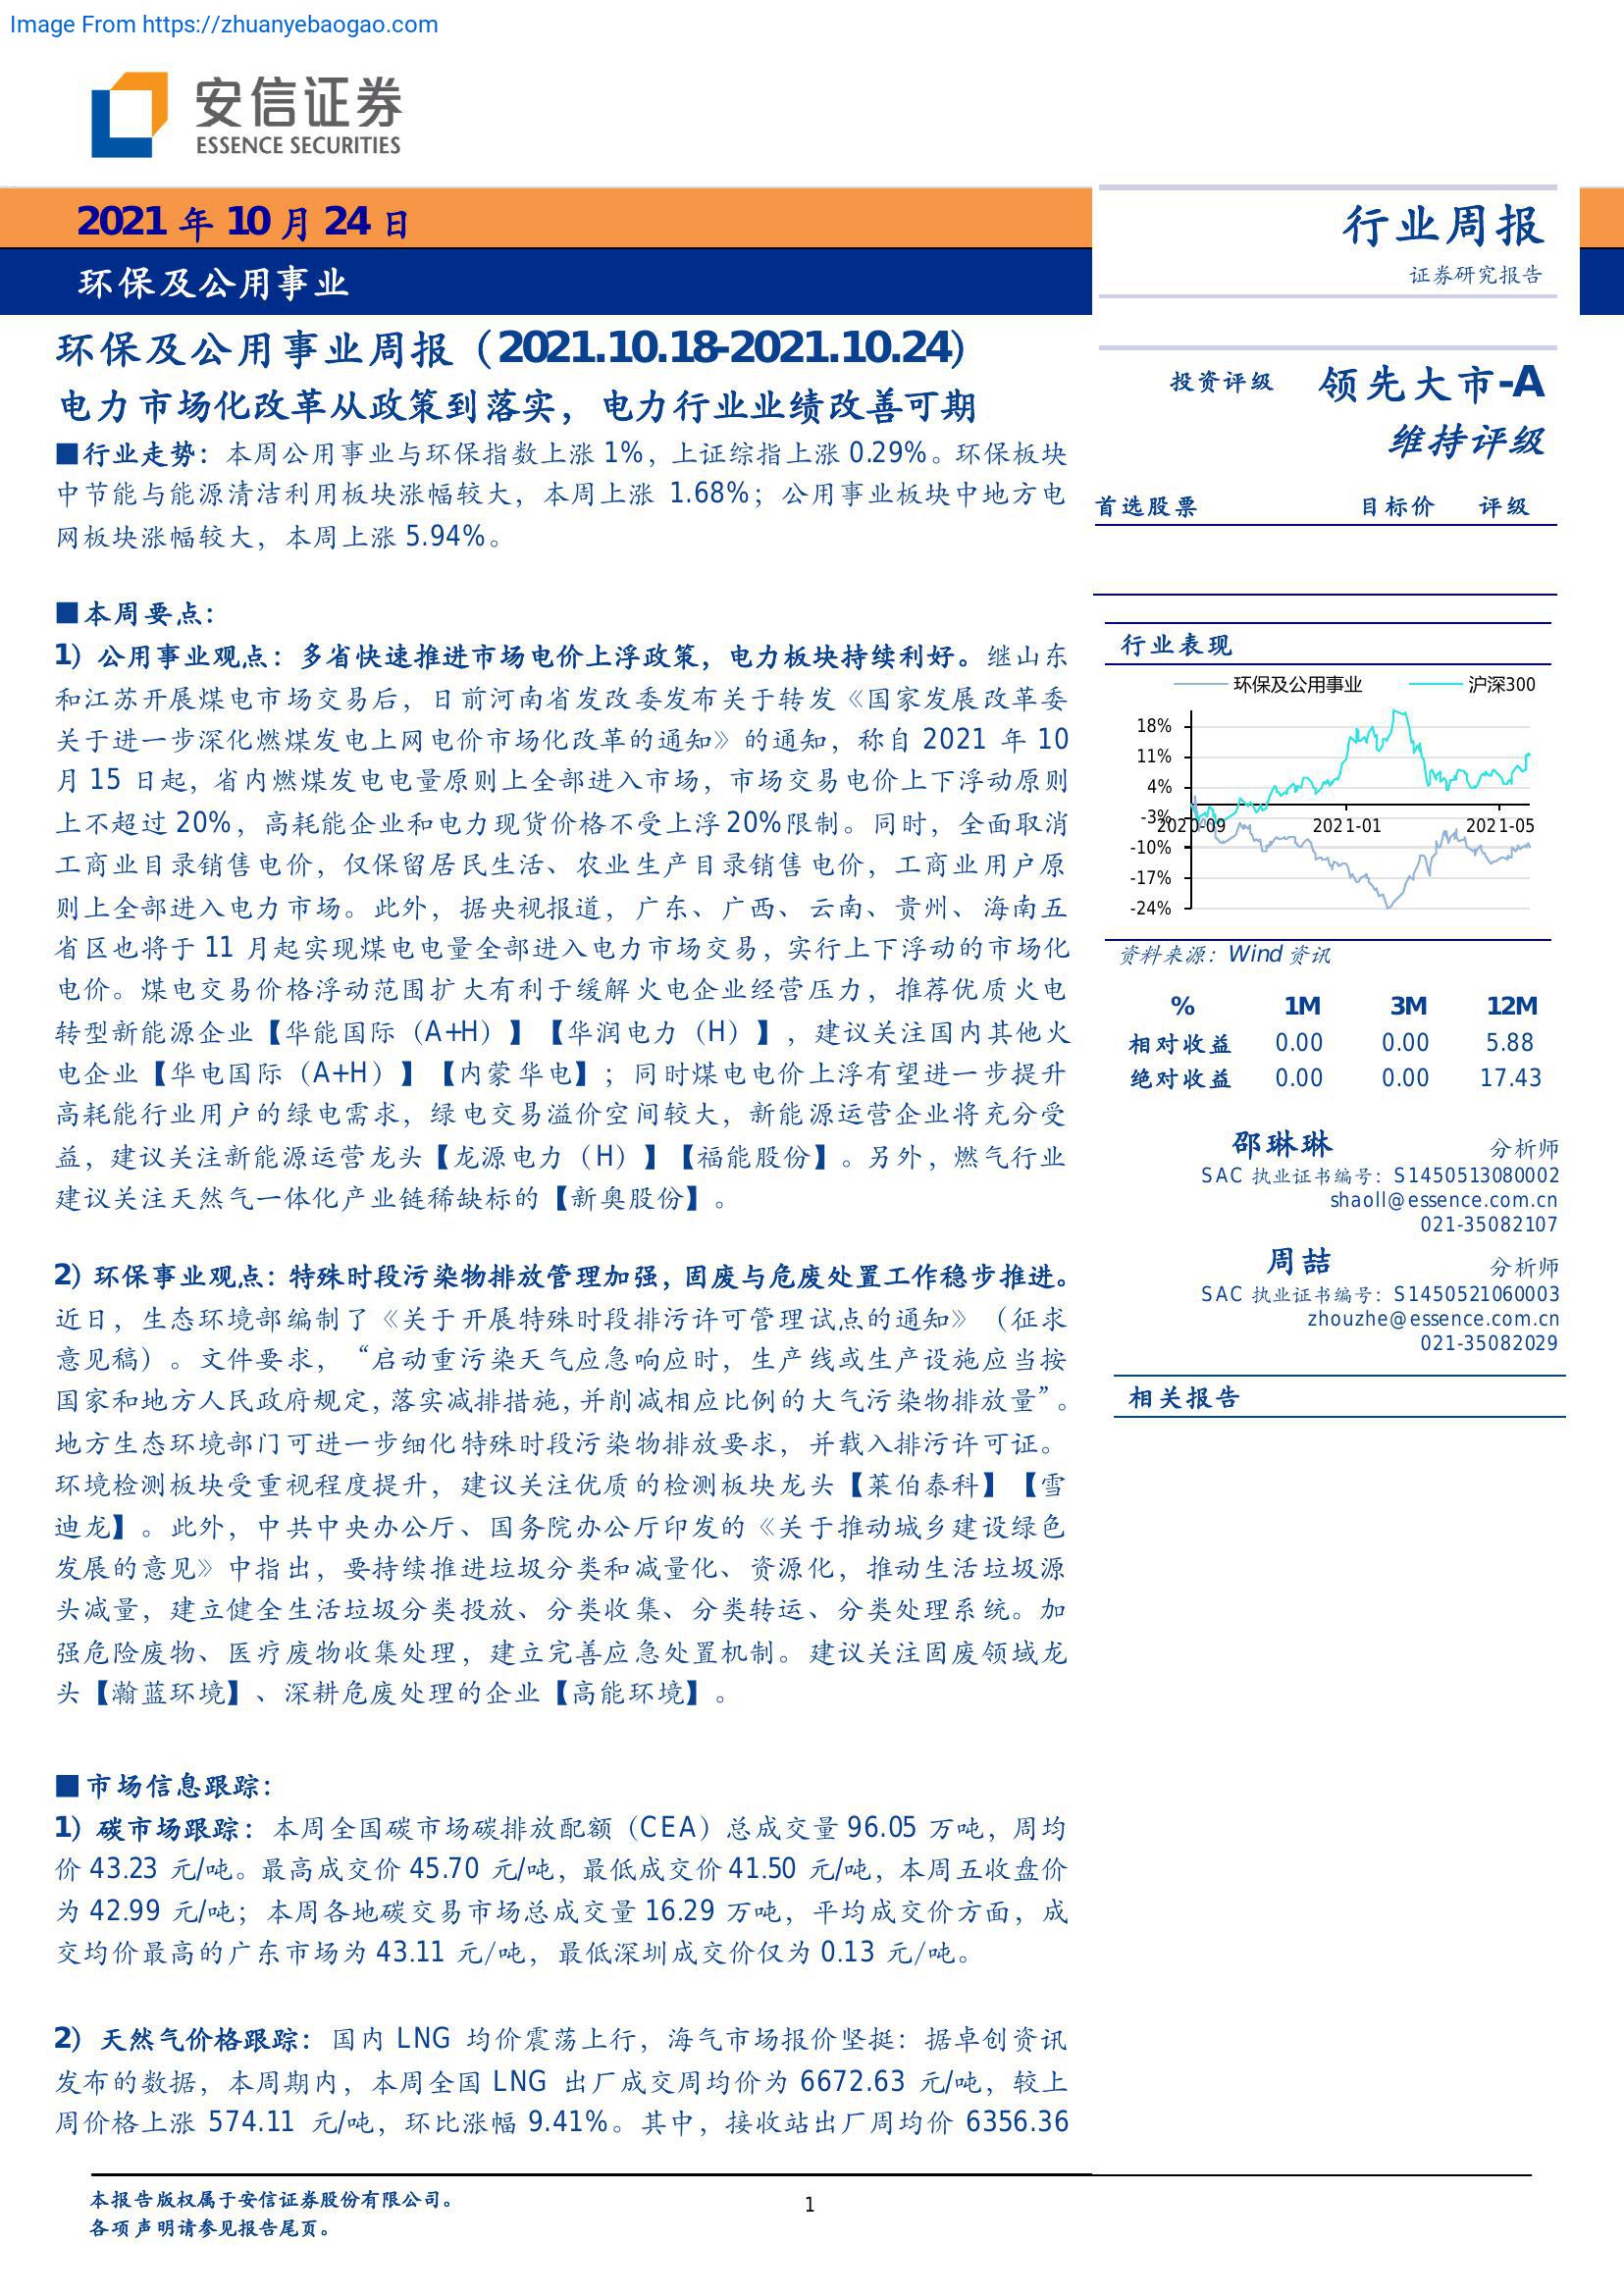 Image From https://zhuanyebaogao.com
安信证券
ESSENCE SECURITIES
2021 年 10 月 24 日
环保及公用事业
行业周报
证券研究报告
环保及公用事业周报（2021.10.18-2021.10.24）
电力市场化改革从政策到落实，电力行业业绩改善可期
■行业走势：本周公用事业与环保指数上涨 1%，上证综指上涨 0.29%。环保板块
中节能与能源清洁利用板块涨幅较大，本周上涨 1.68%；公用事业板块中地方电
网板块涨幅较大，本周上涨 5.94%。
■本周要点：
1）公用事业观点：多省快速推进市场电价上浮政策，电力板块持续利好。继山东
和江苏开展煤电市场交易后，日前河南省发改委发布关于转发《国家发展改革委
关于进一步深化燃煤发电上网电价市场化改革的通知》的通知，称自 2021 年 10
月 15 日起，省内燃煤发电电量原则上全部进入市场，市场交易电价上下浮动原则
上不超过 20%，高耗能企业和电力现货价格不受上浮 20%限制。同时，全面取消
工商业目录销售电价，仅保留居民生活、农业生产目录销售电价，工商业用户原
则上全部进入电力市场。此外，据央视报道，广东、广西、云南、贵州、海南五
省区也将于 11 月起实现煤电电量全部进入电力市场交易，实行上下浮动的市场化
电价。煤电交易价格浮动范围扩大有利于缓解火电企业经营压力，推荐优质火电
转型新能源企业【华能国际（A+H）】【华润电力（H）】，建议关注国内其他火
电企业【华电国际（A+H）】【内蒙华电】；同时煤电电价上浮有望进一步提升
高耗能行业用户的绿电需求，绿电交易溢价空间较大，新能源运营企业将充分受
益，建议关注新能源运营龙头【龙源电力（H）】【福能股份】。另外，燃气行业
建议关注天然气一体化产业链稀缺标的【新奥股份】。
2）环保事业观点：特殊时段污染物排放管理加强，固废与危废处置工作稳步推进。
近日，生态环境部编制了《关于开展特殊时段排污许可管理试点的通知》（征求
意见稿）。文件要求，“启动重污染天气应急响应时，生产线或生产设施应当按
国家和地方人民政府规定，落实减排措施，并削减相应比例的大气污染物排放量”。
地方生态环境部门可进一步细化特殊时段污染物排放要求，并载入排污许可证。
环境检测板块受重视程度提升，建议关注优质的检测板块龙头【莱伯泰科】【雪
迪龙】。此外，中共中央办公厅、国务院办公厅印发的《关于推动城乡建设绿色
发展的意见》中指出，要持续推进垃圾分类和减量化、资源化，推动生活垃圾源
头减量，建立健全生活垃圾分类投放、分类收集、分类转运、分类处理系统。加
强危险废物、医疗废物收集处理，建立完善应急处置机制。建议关注固废领域龙
头【瀚蓝环境】、深耕危废处理的企业【高能环境】。
■市场信息跟踪：
1）碳市场跟踪：本周全国碳市场碳排放配额（CEA）总成交量 96.05 万吨，周均
价 43.23 元/吨。最高成交价 45.70 元/吨，最低成交价 41.50 元/吨，本周五收盘价
为 42.99 元/吨；本周各地碳交易市场总成交量 16.29 万吨，平均成交价方面，成
交均价最高的广东市场为 43.11 元/吨，最低深圳成交价仅为 0.13 元/吨。
2）天然气价格跟踪：国内 LNG 均价震荡上行，海气市场报价坚挺：据卓创资讯
发布的数据，本周期内，本周全国 LNG 出厂成交周均价为 6672.63 元/吨，较上
周价格上涨 574.11 元/吨，环比涨幅 9.41%。其中，接收站出厂周均价 6356.36
投资评级 领先大市-A
维持评级
首选股票 目标价 评级
行业表现
环保及公用事业 沪深300
18%
11%
4%
-3%
2020-09 2021-01 2021-05
-10%
-17%
-24%
资料来源：Wind 资讯
% 1M 3M 12M
相对收益 0.00 0.00 5.88
绝对收益 0.00 0.00 17.43
邵琳琳 分析师
SAC 执业证书编号：S1450513080002
shaoll@essence.com.cn
021-35082107
周喆 分析师
SAC 执业证书编号：S1450521060003
zhouzhe@essence.com.cn
021-35082029
相关报告
本报告版权属于安信证券股份有限公司。
各项声明请参见报告尾页。
1